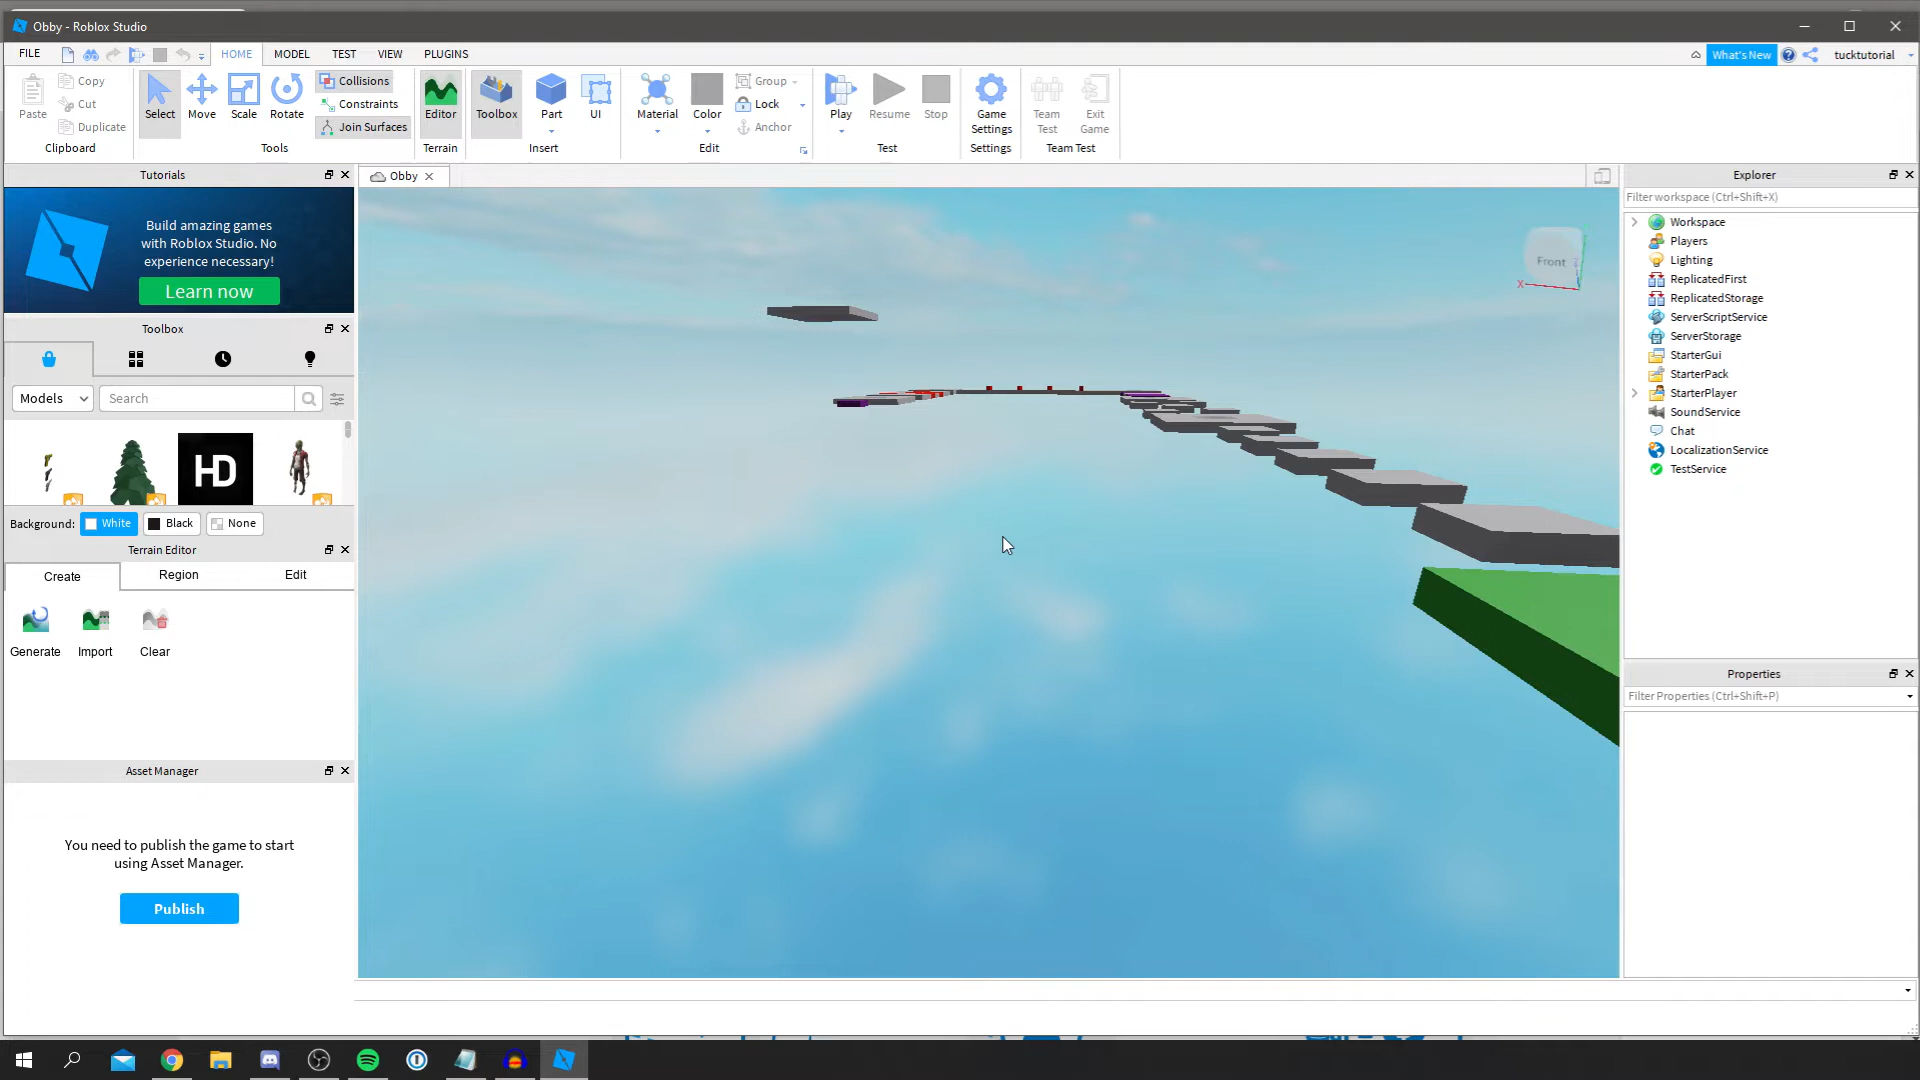 Obby - Roblox Studio
FILE
HOME
MODEL
TEST
VIEW
PLUGINS
What's New
tucktutorial
Paste
Copy
Cut
Duplicate
Clipboard
Select
Move
Scale
Rotate
Collisions
Constraints
Join Surfaces
Tools
Editor
Terrain
Toolbox
Part
UI
Insert
Material
Color
Group
Lock
Anchor
Edit
Play
Resume
Stop
Test
Game
Settings
Settings
Team
Test
Exit
Game
Team Test
Tutorials
Build amazing games
with Roblox Studio. No
experience necessary!
Learn now
Toolbox
Models
Search
HD
Background:
White
Black
None
Terrain Editor
Create
Region
Edit
Generate
Import
Clear
Asset Manager
You need to publish the game to start
using Asset Manager.
Publish
Obby
Front
X
Explorer
Filter workspace (Ctrl+Shift+X)
Workspace
Players
Lighting
ReplicatedFirst
ReplicatedStorage
ServerScriptService
ServerStorage
StarterGui
StarterPack
StarterPlayer
SoundService
Chat
LocalizationService
TestService
Properties
Filter Properties (Ctrl+Shift+P)